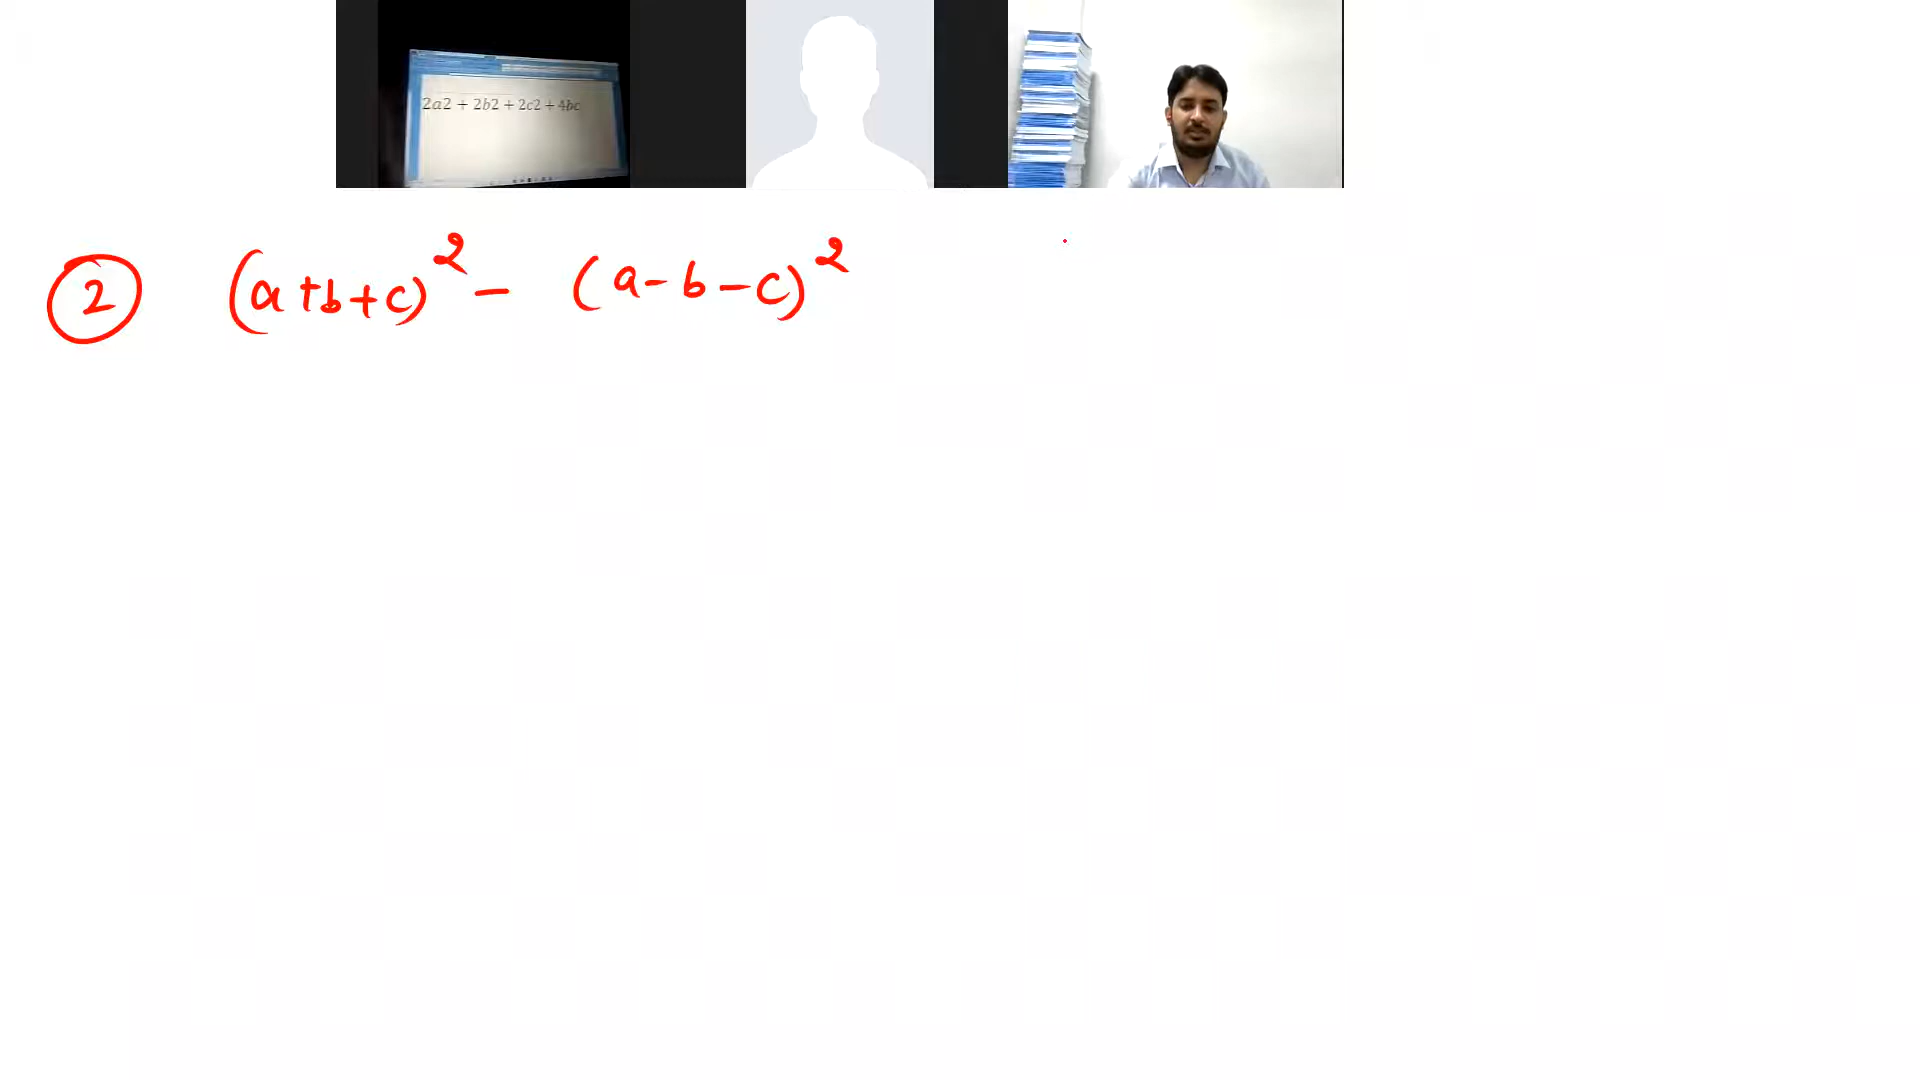 2a2 + 2b2 + 2c2 + 4bc
2 (a+b+c)² - (a-b-c)²